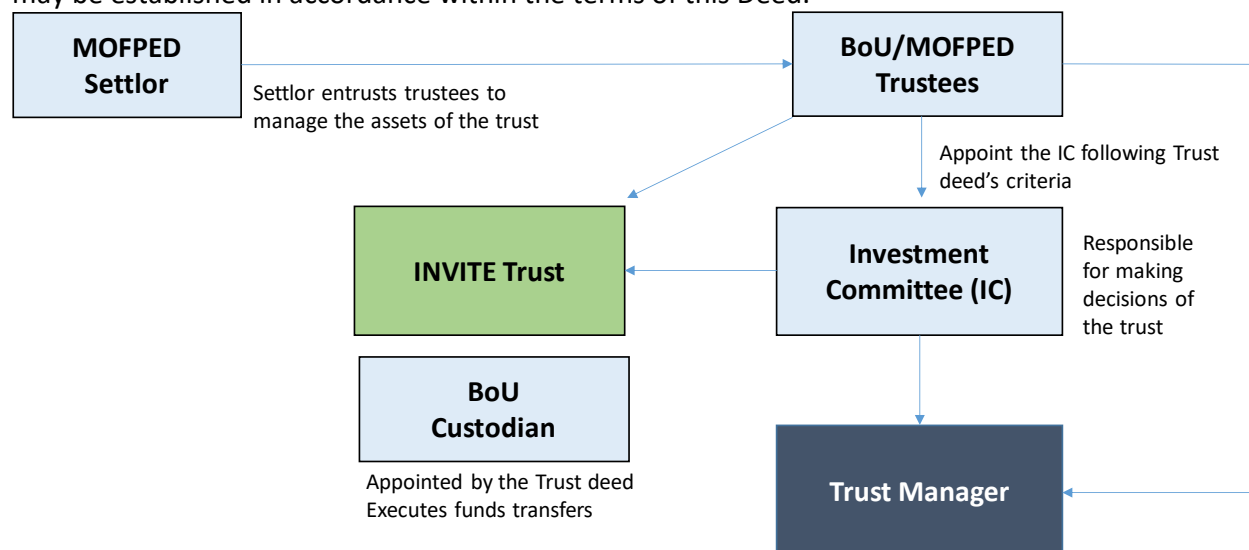 may be established in accordance within the terms of this Deed.
MOFPED
Settlor
BoU/MOFPED
Trustees
Settlor entrusts trustees to
manage the assets of the trust
Appoint the IC following Trust
deed's criteria
INVITE Trust
Investment
Committee (IC)
Responsible
for making
decisions of
the trust
BoU
Custodian
Appointed by the Trust deed
Executes funds transfers
Trust Manager